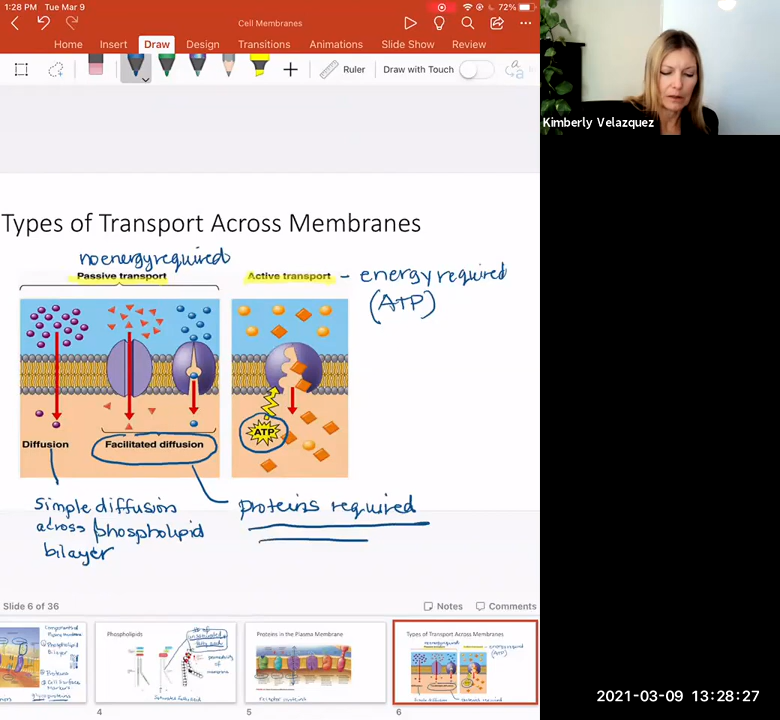 1:28 PM Tue Mar 9
72%
Cell Membranes
Home Insert Draw Design Transitions Animations Slide Show Review
Ruler Draw with Touch
Kimberly Velazquez
Types of Transport Across Membranes
no energy required
Passive transport
Active transport - energy required
(ATP)
ATP
Diffusion
Facilitated diffusion
Simple diffusion
across phospholipid
bilayer
proteins required
Slide 6 of 36
Notes Comments
Phospholipids
Proteins in the Plasma Membrane
Types of Transport Across Membranes
4
5
6
2021-03-09 13:28:27